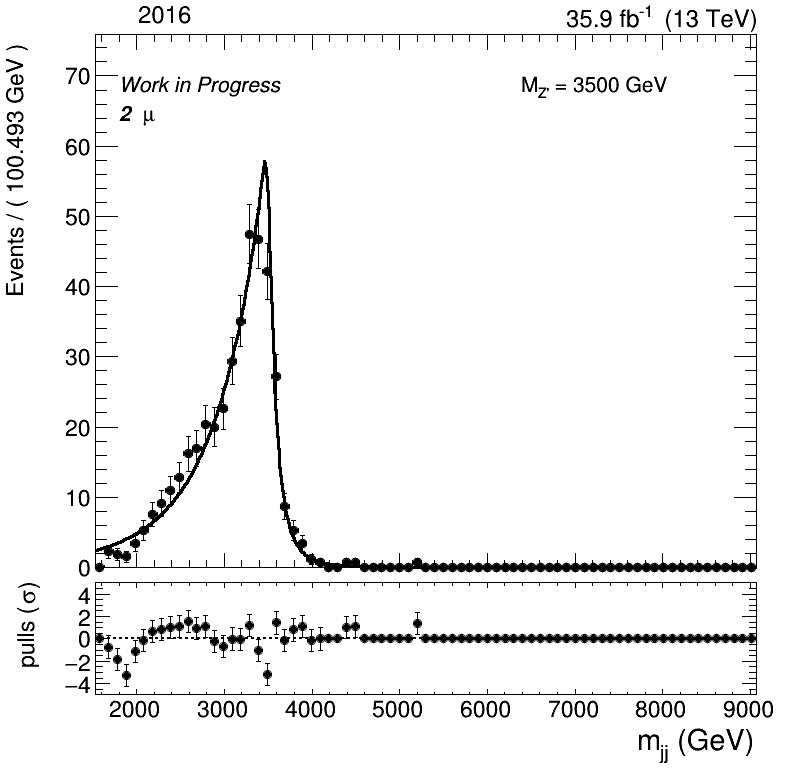 2016 35.9 fb⁻¹ (13 TeV)
Events / ( 100.493 GeV )
70
60
50
40
30
20
10
0
Work in Progress
2 μ
M_Z' = 3500 GeV
pulls (σ)
4
2
0
−2
−4
2000 3000 4000 5000 6000 7000 8000 9000
m_jj (GeV)